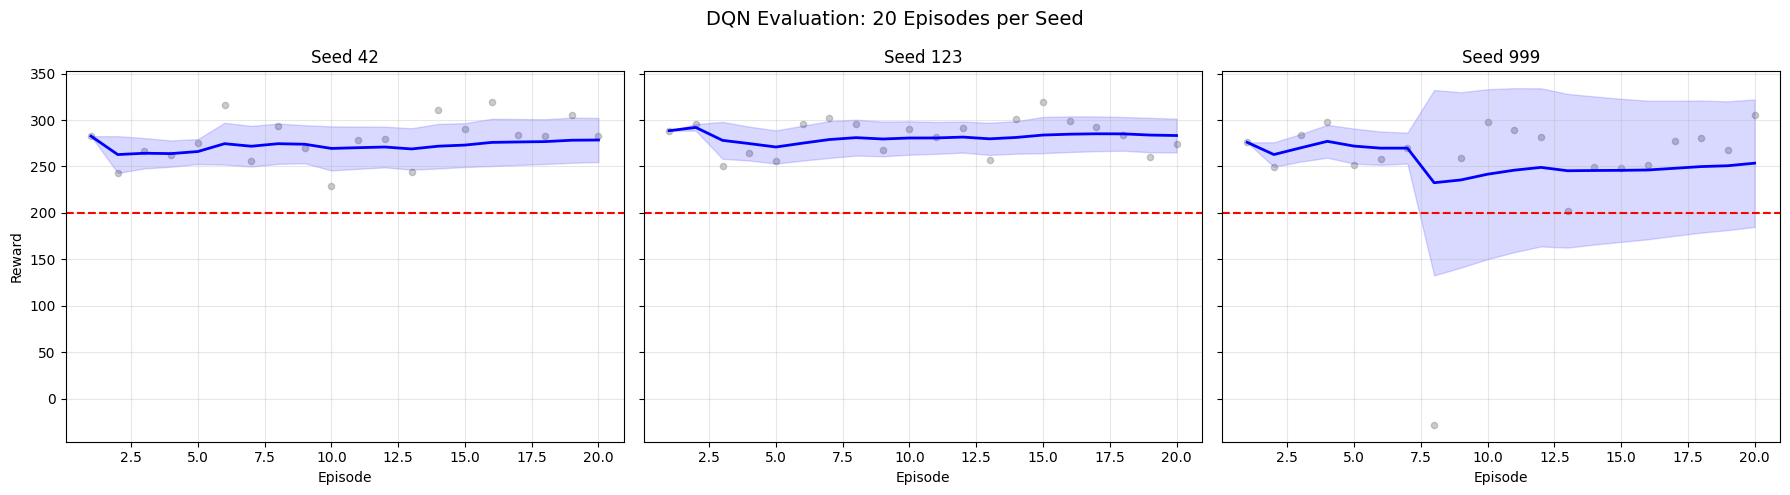 DQN Evaluation: 20 Episodes per Seed
Seed 42
Seed 123
Seed 999
350
300
250
200
150
100
50
0
Reward
2.5 5.0 7.5 10.0 12.5 15.0 17.5 20.0
2.5 5.0 7.5 10.0 12.5 15.0 17.5 20.0
2.5 5.0 7.5 10.0 12.5 15.0 17.5 20.0
Episode
Episode
Episode